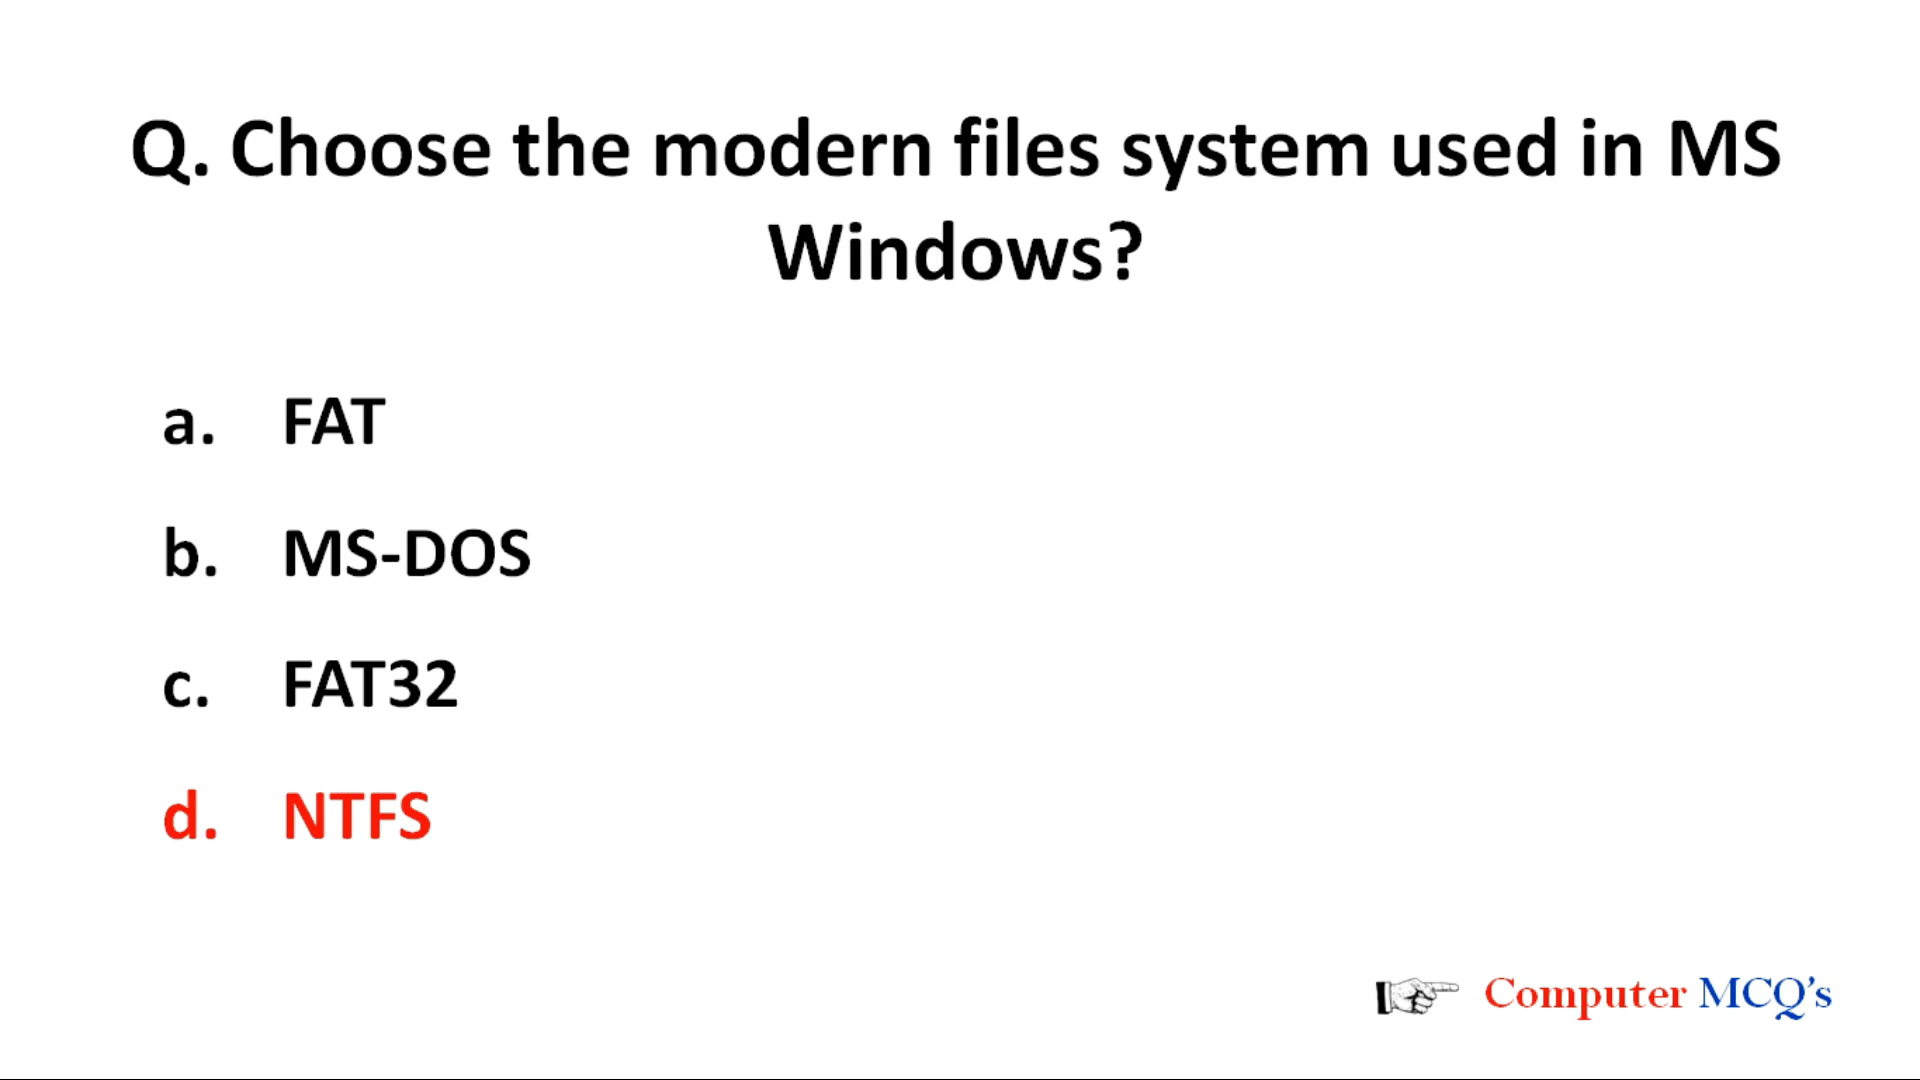 Q. Choose the modern files system used in MS
Windows?
a. FAT
b. MS-DOS
c. FAT32
d. NTFS
Computer MCQ's